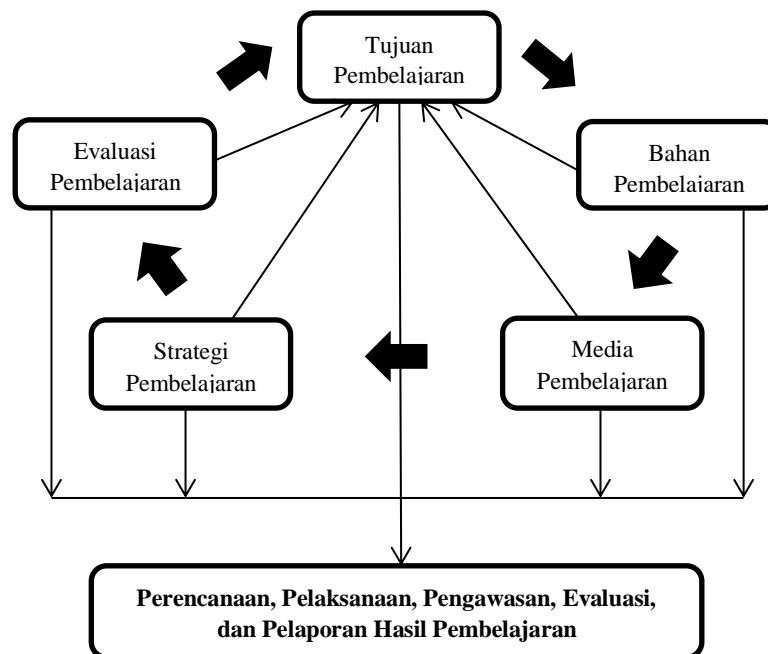 Tujuan
Pembelajaran
Evaluasi
Pembelajaran
Bahan
Pembelajaran
Strategi
Pembelajaran
Media
Pembelajaran
Perencanaan, Pelaksanaan, Pengawasan, Evaluasi,
dan Pelaporan Hasil Pembelajaran